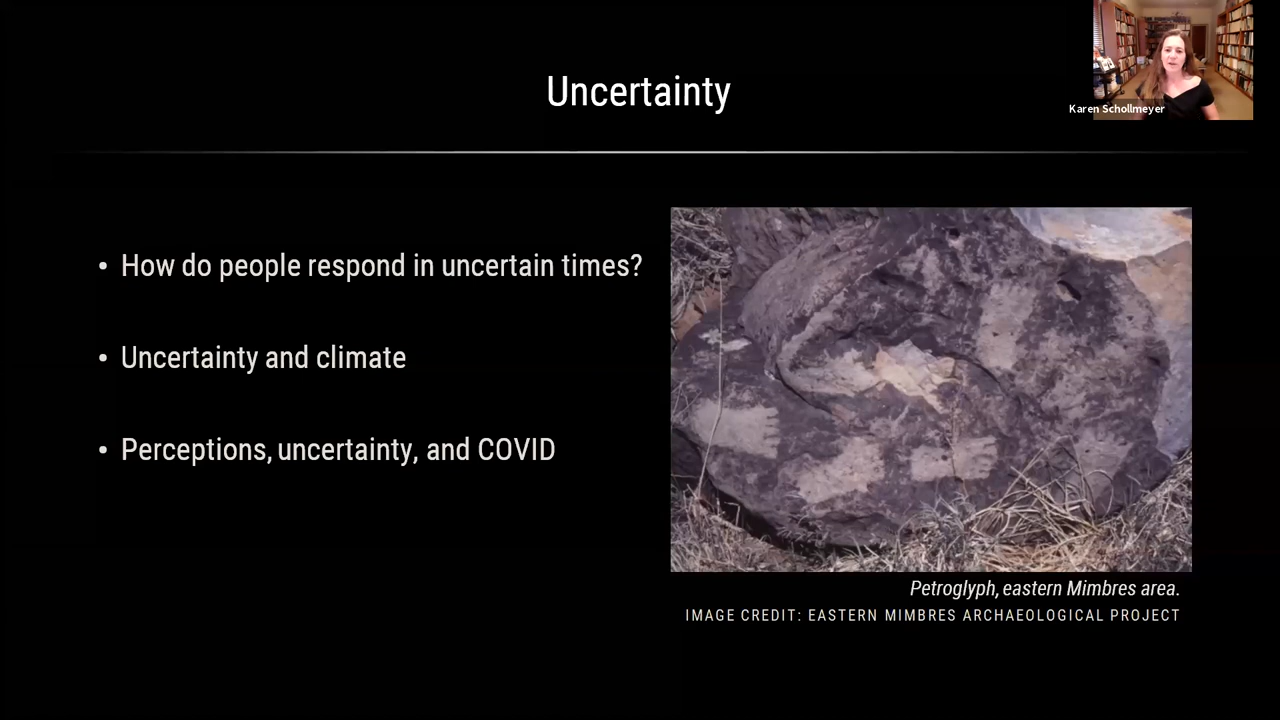 Uncertainty
Karen Schollmeyer
• How do people respond in uncertain times?
• Uncertainty and climate
• Perceptions, uncertainty, and COVID
Petroglyph, eastern Mimbres area.
IMAGE CREDIT: EASTERN MIMBRES ARCHAEOLOGICAL PROJECT